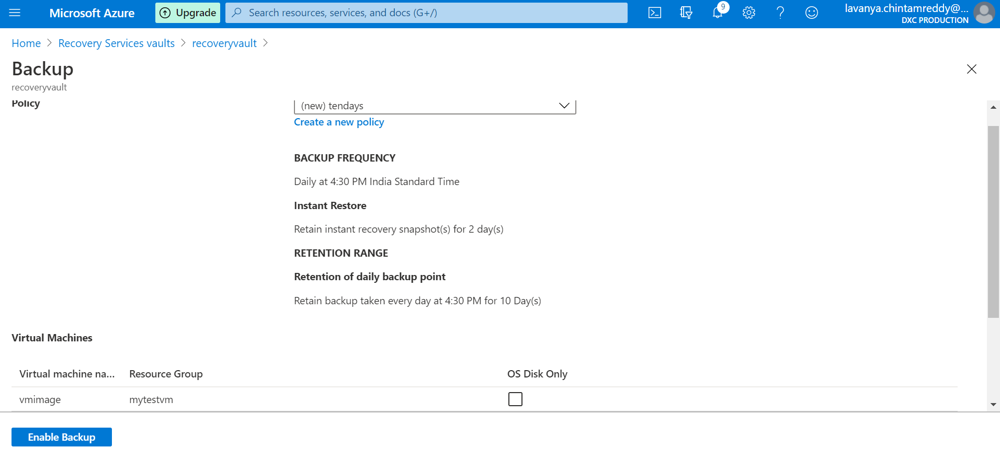 Microsoft Azure
Upgrade
Search resources, services, and docs (G+/)
9
lavanya.chintamreddy@...
DXC PRODUCTION
Home > Recovery Services vaults > recoveryvault >
Backup
recoveryvault
Policy
(new) tendays
Create a new policy
BACKUP FREQUENCY
Daily at 4:30 PM India Standard Time
Instant Restore
Retain instant recovery snapshot(s) for 2 day(s)
RETENTION RANGE
Retention of daily backup point
Retain backup taken every day at 4:30 PM for 10 Day(s)
Virtual Machines
Virtual machine na... Resource Group OS Disk Only
vmimage mytestvm
Enable Backup